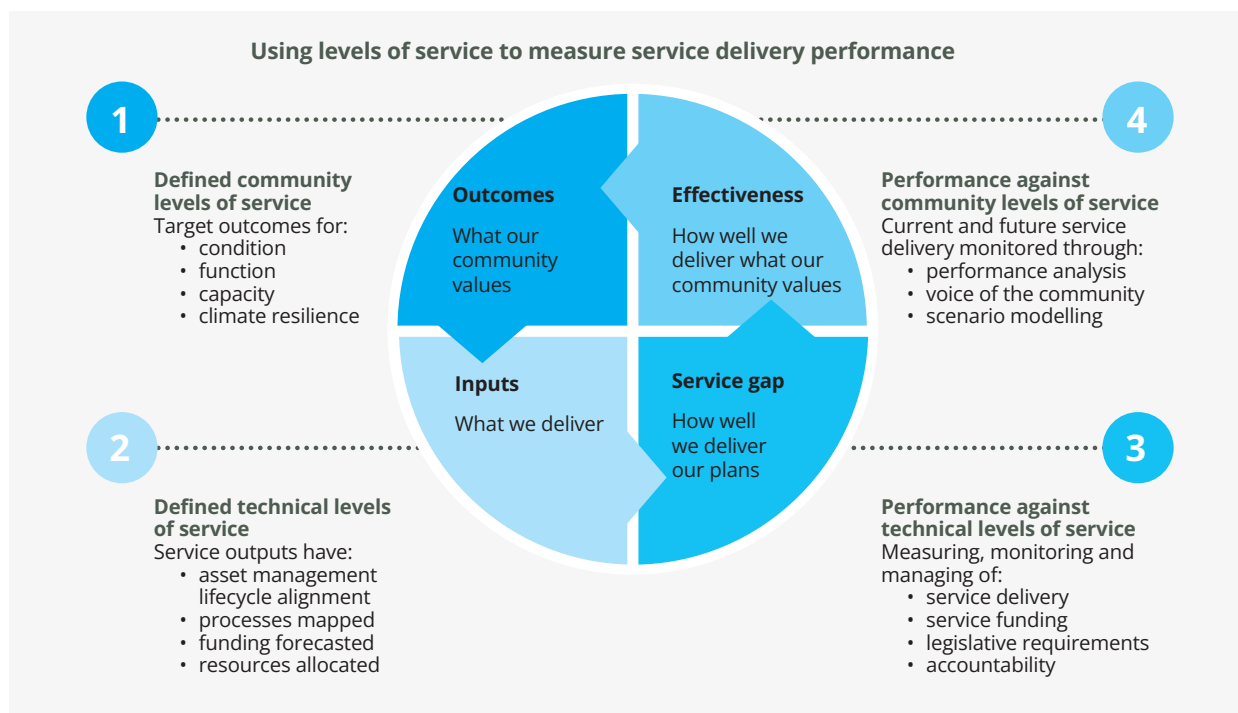 Using levels of service to measure service delivery performance
1
Defined community
levels of service
Target outcomes for:
• condition
• function
• capacity
• climate resilience
Outcomes
What our
community
values
Effectiveness
How well we
deliver what our
community values
4
Performance against
community levels of service
Current and future service
delivery monitored through:
• performance analysis
• voice of the community
• scenario modelling
2
Defined technical levels
of service
Service outputs have:
• asset management
lifecycle alignment
• processes mapped
• funding forecasted
• resources allocated
Inputs
What we deliver
Service gap
How well
we deliver
our plans
3
Performance against
technical levels of service
Measuring, monitoring and
managing of:
• service delivery
• service funding
• legislative requirements
• accountability